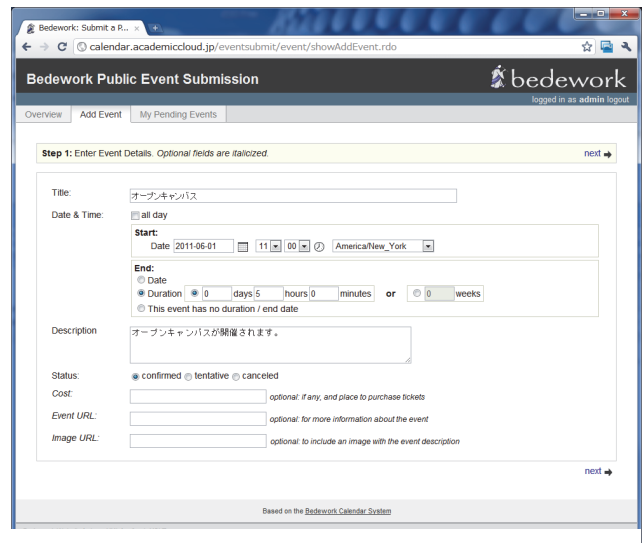 Bedework: Submit a P...
calendar.academiccloud.jp/eventsubmit/event/showAddEvent.rdo
Bedework Public Event Submission
bedework
logged in as admin logout
Overview Add Event My Pending Events
Step 1: Enter Event Details. Optional fields are italicized. next
Title: オープンキャンパス
Date & Time: all day
Start:
Date 2011-06-01 11 00 America/New_York
End:
Date
Duration 0 days 5 hours 0 minutes or 0 weeks
This event has no duration / end date
Description オープンキャンパスが開催されます。
Status: confirmed tentative canceled
Cost: optional: if any, and place to purchase tickets
Event URL: optional: for more information about the event
Image URL: optional: to include an image with the event description
next
Based on the Bedework Calendar System